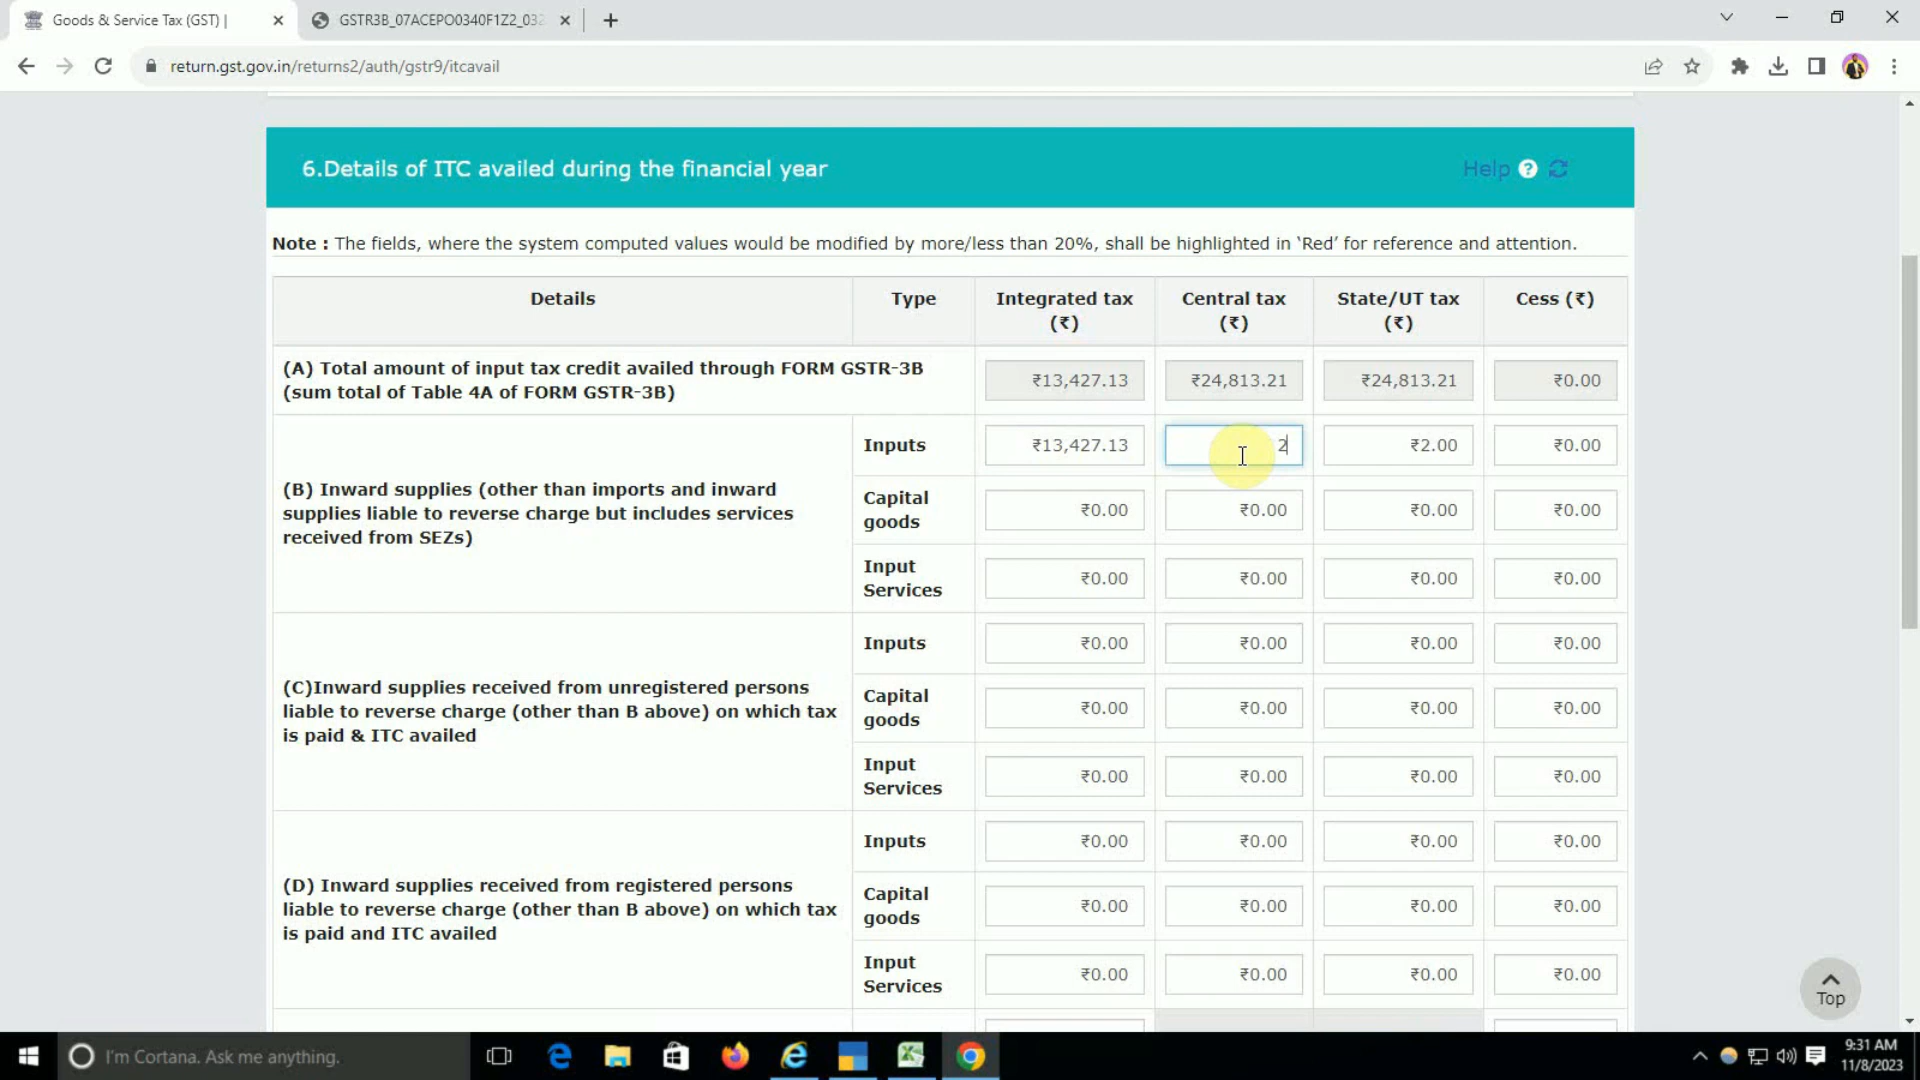 Goods & Service Tax (GST) |
GSTR3B_07ACEPO0340F1Z2_032
return.gst.gov.in/returns2/auth/gstr9/itcavail
6.Details of ITC availed during the financial year
Help ?
Note : The fields, where the system computed values would be modified by more/less than 20%, shall be highlighted in ‘Red’ for reference and attention.
Details
Type
Integrated tax
(₹)
Central tax
(₹)
State/UT tax
(₹)
Cess (₹)
(A) Total amount of input tax credit availed through FORM GSTR-3B
(sum total of Table 4A of FORM GSTR-3B)
₹13,427.13 ₹24,813.21 ₹24,813.21 ₹0.00
(B) Inward supplies (other than imports and inward
supplies liable to reverse charge but includes services
received from SEZs)
Inputs
₹13,427.13 2 ₹2.00 ₹0.00
Capital
goods
₹0.00 ₹0.00 ₹0.00 ₹0.00
Input
Services
₹0.00 ₹0.00 ₹0.00 ₹0.00
(C)Inward supplies received from unregistered persons
liable to reverse charge (other than B above) on which tax
is paid & ITC availed
Inputs
₹0.00 ₹0.00 ₹0.00 ₹0.00
Capital
goods
₹0.00 ₹0.00 ₹0.00 ₹0.00
Input
Services
₹0.00 ₹0.00 ₹0.00 ₹0.00
(D) Inward supplies received from registered persons
liable to reverse charge (other than B above) on which tax
is paid and ITC availed
Inputs
₹0.00 ₹0.00 ₹0.00 ₹0.00
Capital
goods
₹0.00 ₹0.00 ₹0.00 ₹0.00
Input
Services
₹0.00 ₹0.00 ₹0.00 ₹0.00
Top
I'm Cortana. Ask me anything.
9:31 AM
11/8/2023